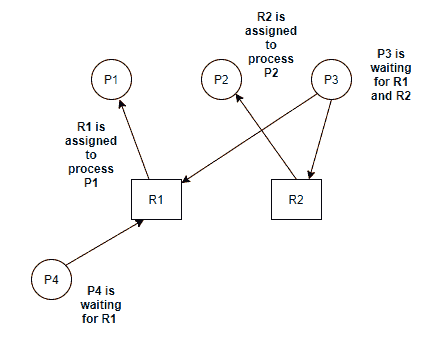 R2 is
assigned
to
process
P2
P1
P2
P3
P3 is
waiting
for R1
and R2
R1 is
assigned
to
process
P1
R1
R2
P4
P4 is
waiting
for R1